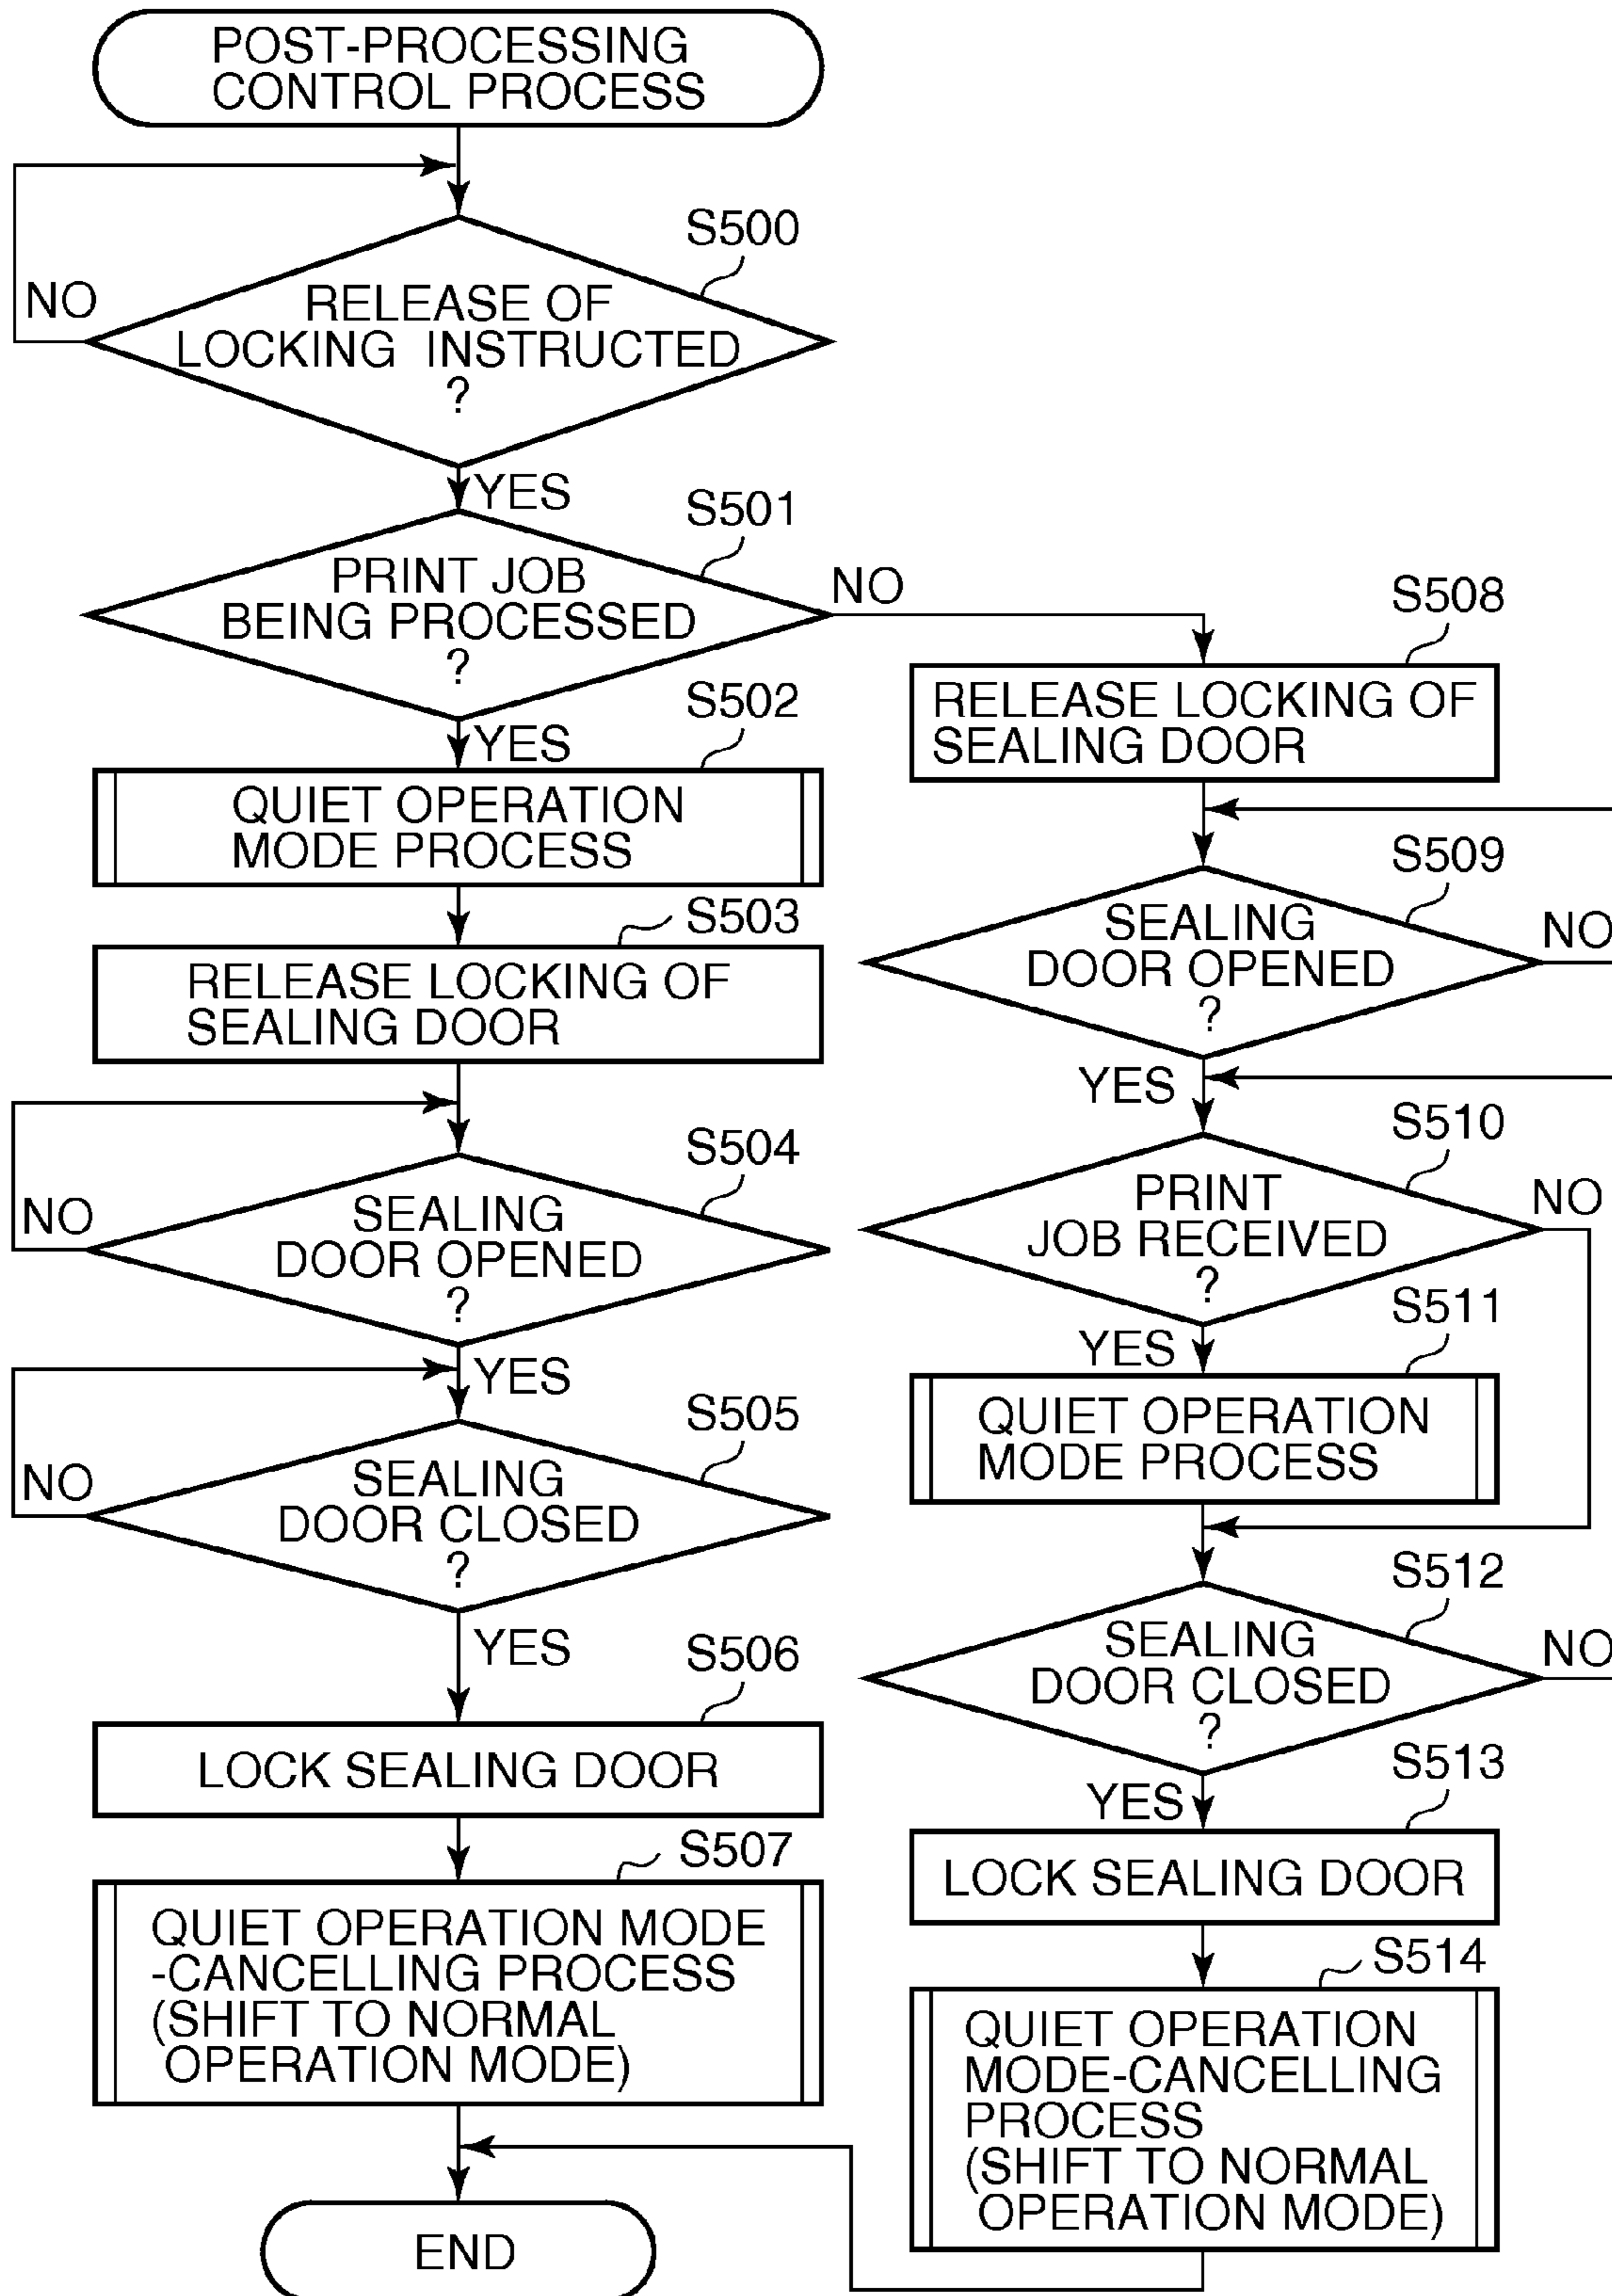 POST-PROCESSING
CONTROL PROCESS
S500
NO
RELEASE OF
LOCKING INSTRUCTED
?
YES
S501
PRINT JOB
BEING PROCESSED
?
NO
YES
S502
QUIET OPERATION
MODE PROCESS
S503
RELEASE LOCKING OF
SEALING DOOR
S504
NO
SEALING
DOOR OPENED
?
YES
S505
NO
SEALING
DOOR CLOSED
?
YES
S506
LOCK SEALING DOOR
S507
QUIET OPERATION MODE
-CANCELLING PROCESS
(SHIFT TO NORMAL
OPERATION MODE)
END
S508
RELEASE LOCKING OF
SEALING DOOR
S509
SEALING
DOOR OPENED
?
NO
YES
S510
PRINT
JOB RECEIVED
?
NO
YES
S511
QUIET OPERATION
MODE PROCESS
S512
SEALING
DOOR CLOSED
?
NO
YES
S513
LOCK SEALING DOOR
S514
QUIET OPERATION
MODE-CANCELLING
PROCESS
(SHIFT TO NORMAL
OPERATION MODE)